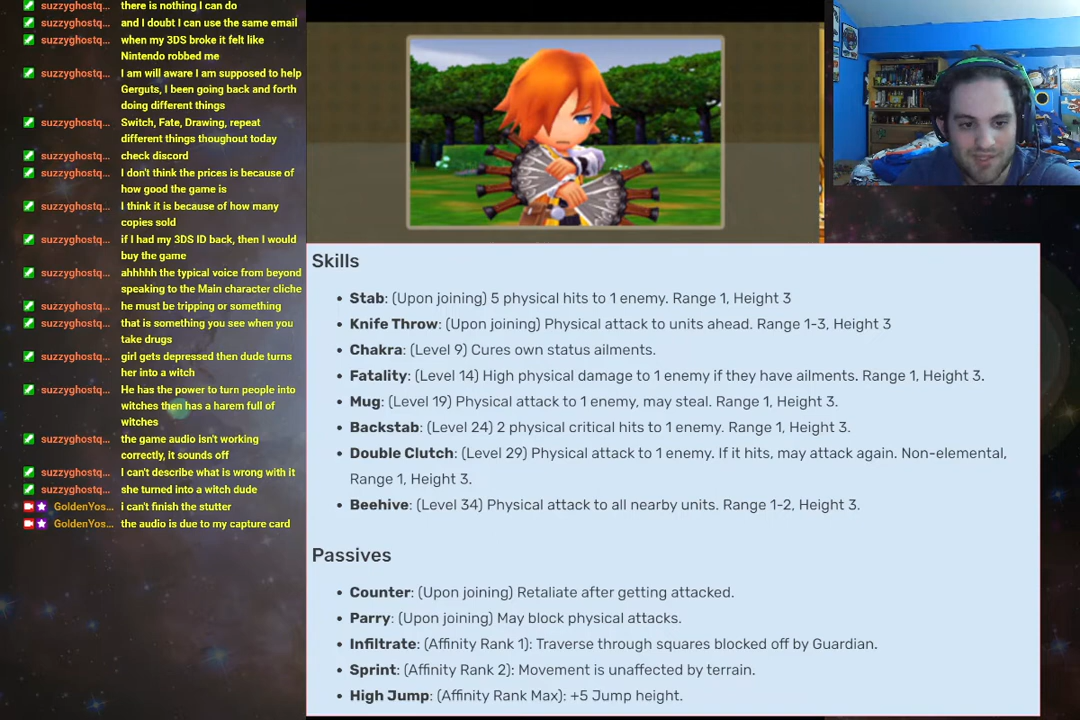 suzzyghostq... there is nothing I can do
suzzyghostq... and I doubt I can use the same email
suzzyghostq... when my 3DS broke it felt like
Nintendo robbed me
suzzyghostq... I am will aware I am supposed to help
Gerguts, I been going back and forth
doing different things
suzzyghostq... Switch, Fate, Drawing, repeat
different things thoughout today
suzzyghostq... check discord
suzzyghostq... I don't think the prices is because of
how good the game is
suzzyghostq... I think it is because of how many
copies sold
suzzyghostq... if I had my 3DS ID back, then I would
buy the game
suzzyghostq... ahhhhh the typical voice from beyond
speaking to the Main character cliche
suzzyghostq... he must be tripping or something
suzzyghostq... that is something you see when you
take drugs
suzzyghostq... girl gets depressed then dude turns
her into a witch
suzzyghostq... He has the power to turn people into
witches then has a harem full of
witches
suzzyghostq... the game audio isn't working
correctly, it sounds off
suzzyghostq... I can't describe what is wrong with it
suzzyghostq... she turned into a witch dude
GoldenYos... i can't finish the stutter
GoldenYos... the audio is due to my capture card
Skills
• Stab: (Upon joining) 5 physical hits to 1 enemy. Range 1, Height 3
• Knife Throw: (Upon joining) Physical attack to units ahead. Range 1-3, Height 3
• Chakra: (Level 9) Cures own status ailments.
• Fatality: (Level 14) High physical damage to 1 enemy if they have ailments. Range 1, Height 3.
• Mug: (Level 19) Physical attack to 1 enemy, may steal. Range 1, Height 3.
• Backstab: (Level 24) 2 physical critical hits to 1 enemy. Range 1, Height 3.
• Double Clutch: (Level 29) Physical attack to 1 enemy. If it hits, may attack again. Non-elemental,
Range 1, Height 3.
• Beehive: (Level 34) Physical attack to all nearby units. Range 1-2, Height 3.
Passives
• Counter: (Upon joining) Retaliate after getting attacked.
• Parry: (Upon joining) May block physical attacks.
• Infiltrate: (Affinity Rank 1): Traverse through squares blocked off by Guardian.
• Sprint: (Affinity Rank 2): Movement is unaffected by terrain.
• High Jump: (Affinity Rank Max): +5 Jump height.